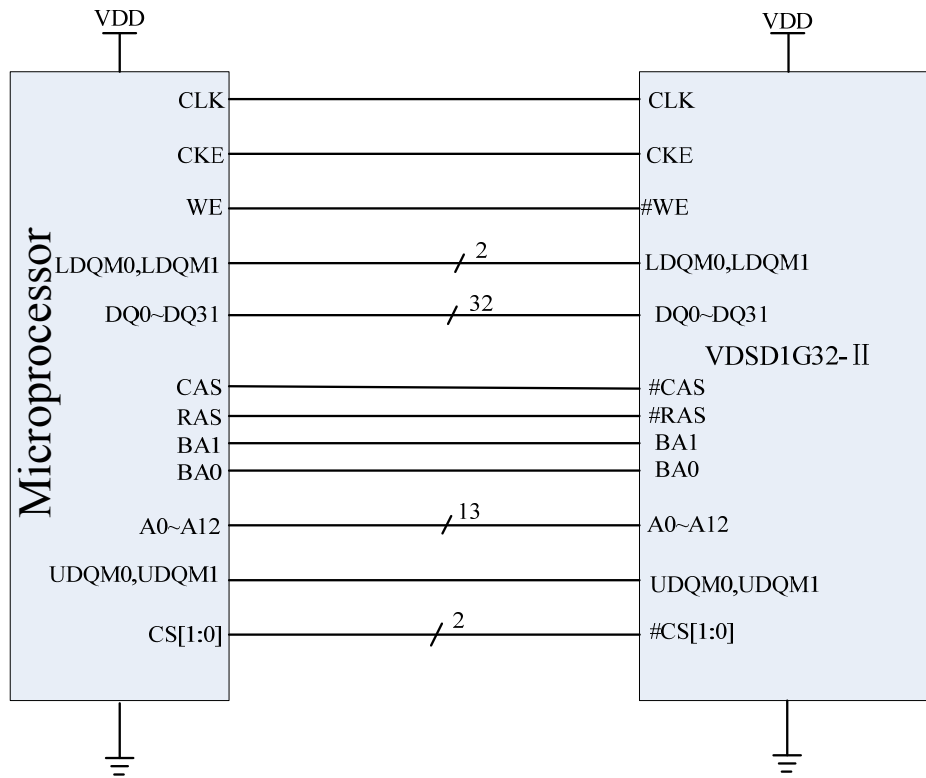 VDD VDD
CLK CLK
CKE CKE
WE #WE
LDQM0,LDQM1 2 LDQM0,LDQM1
DQ0~DQ31 32 DQ0~DQ31
Microprocessor
VDSD1G32-II
CAS #CAS
RAS #RAS
BA1 BA1
BA0 BA0
A0~A12 13 A0~A12
UDQM0,UDQM1 UDQM0,UDQM1
CS[1:0] 2 #CS[1:0]